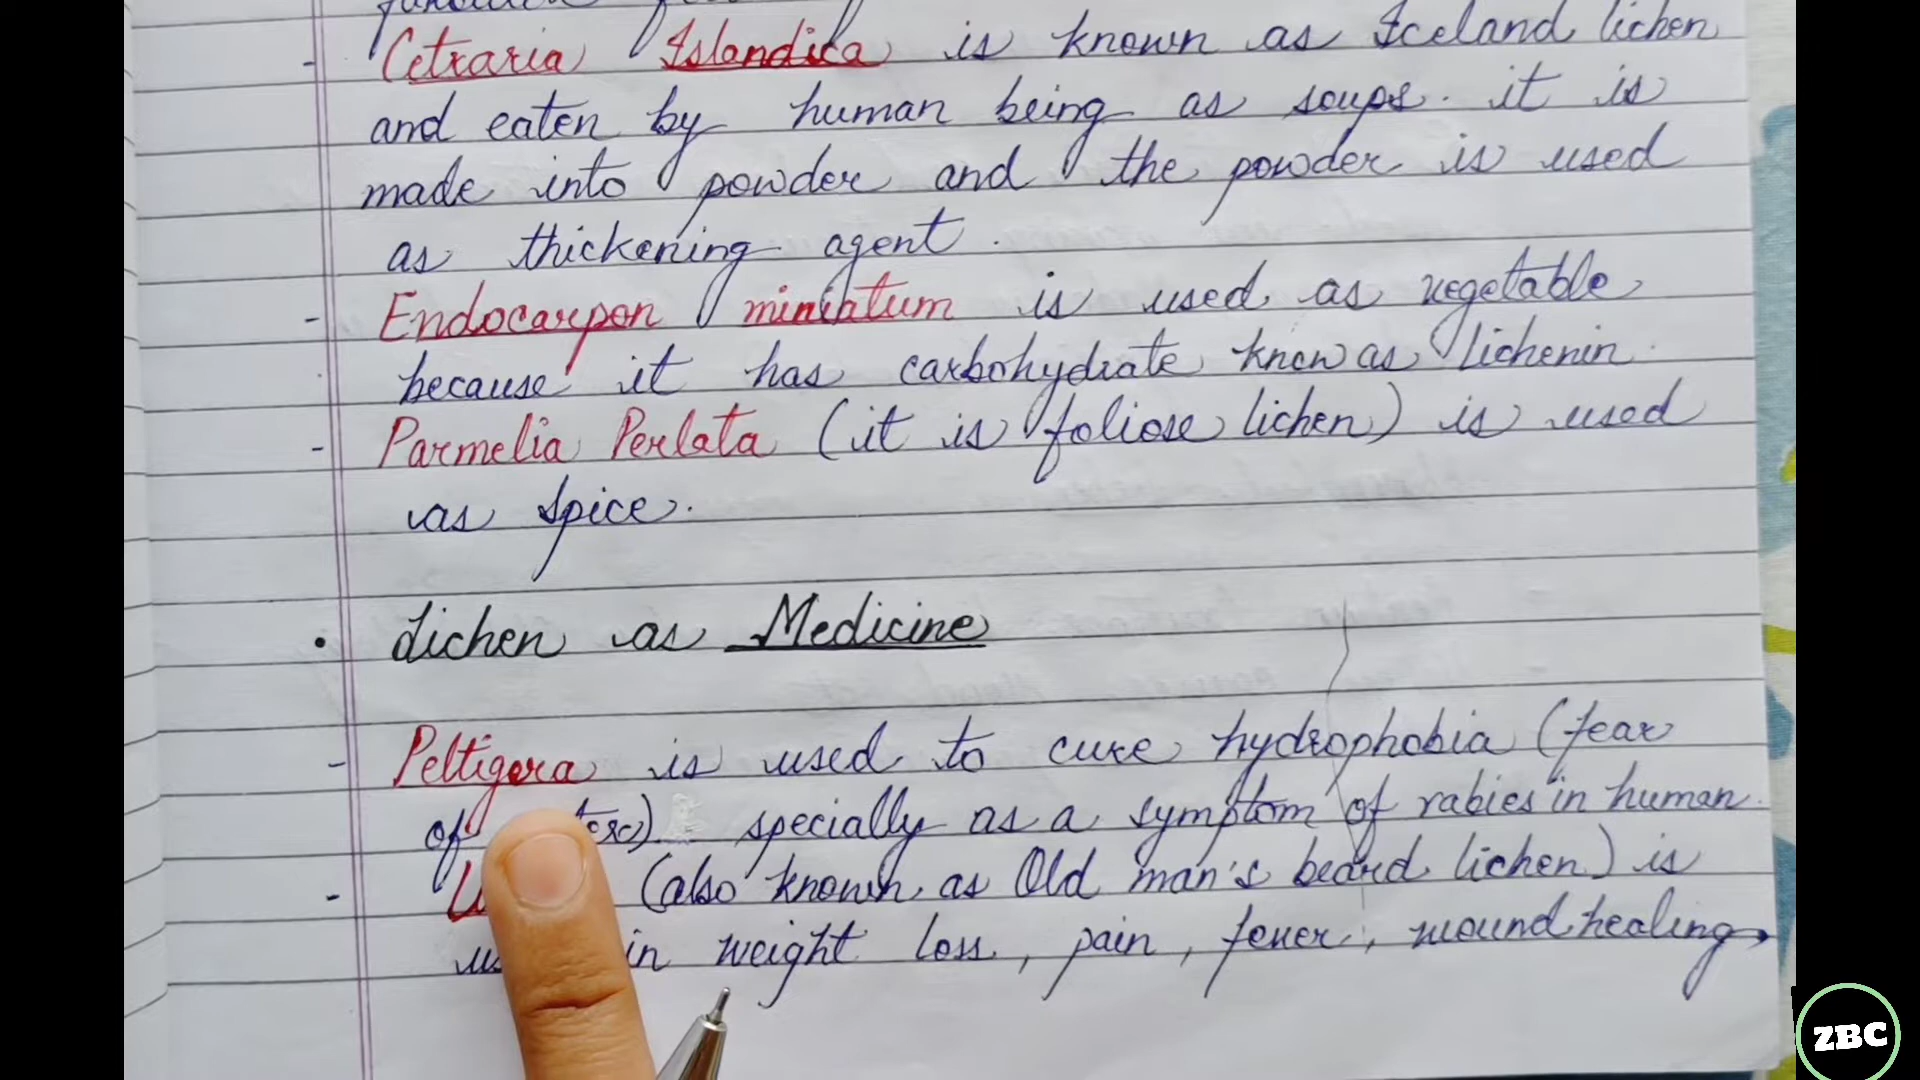 - Cetraria Islandica is known as Iceland lichen
and eaten by human being as soups. it is
made into powder and the powder is used
as thickening agent.
- Endocarpon miniatum is used as vegetable
because it has carbohydrate know as lichenin
- Parmelia Perlata (it is foliose lichen) is used
as spice.
• Lichen as Medicine
- Peltigera is used to cure hydrophobia (fear
of specially as a symptom of rabies in human
- (also known as Old man's beard lichen) is
in weight loss, pain, fever, wound healing
ZBC